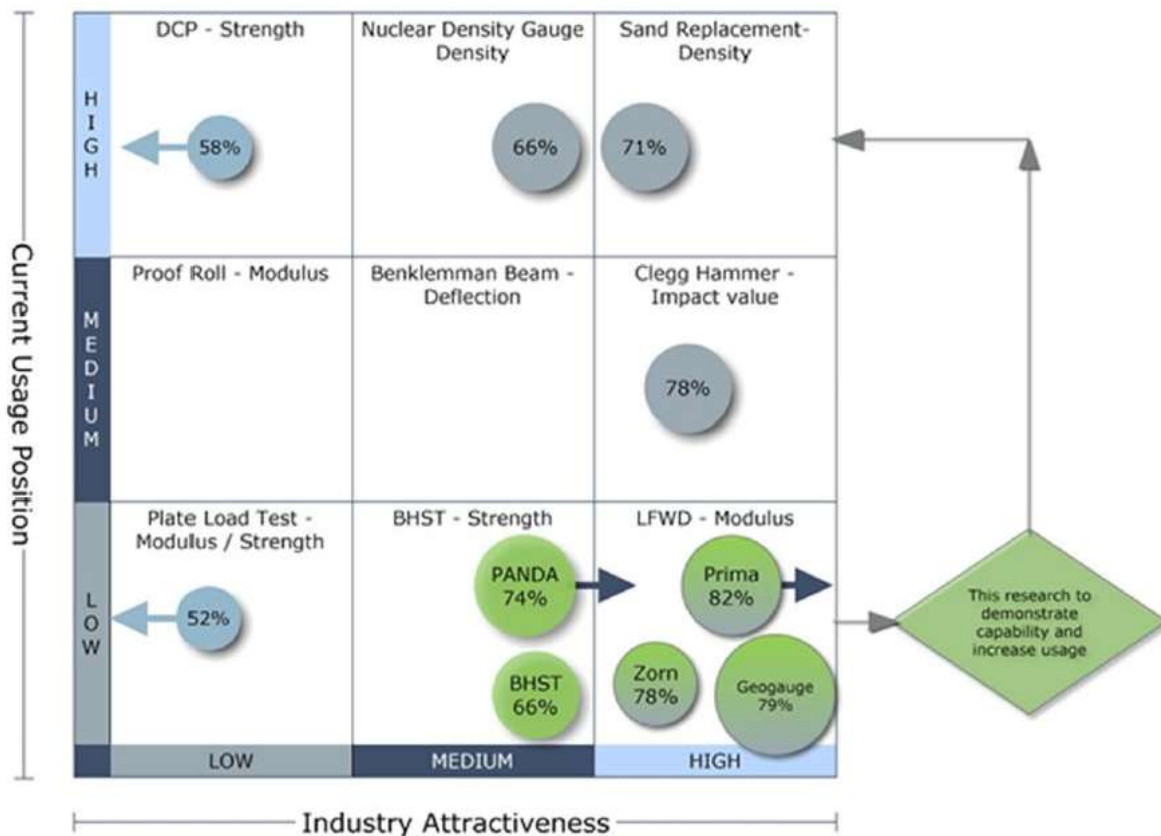 DCP - Strength
Nuclear Density Gauge
Density
Sand Replacement-
Density
HIGH
58%
66%
71%
Current Usage Position
Proof Roll - Modulus
Benklemman Beam -
Deflection
Clegg Hammer -
Impact value
MEDIUM
78%
Plate Load Test -
Modulus / Strength
BHST - Strength
LFWD - Modulus
LOW
52%
PANDA
74%
Prima
82%
This research to
demonstrate
capability and
increase usage
BHST
66%
Zorn
78%
Geogauge
79%
LOW
MEDIUM
HIGH
Industry Attractiveness